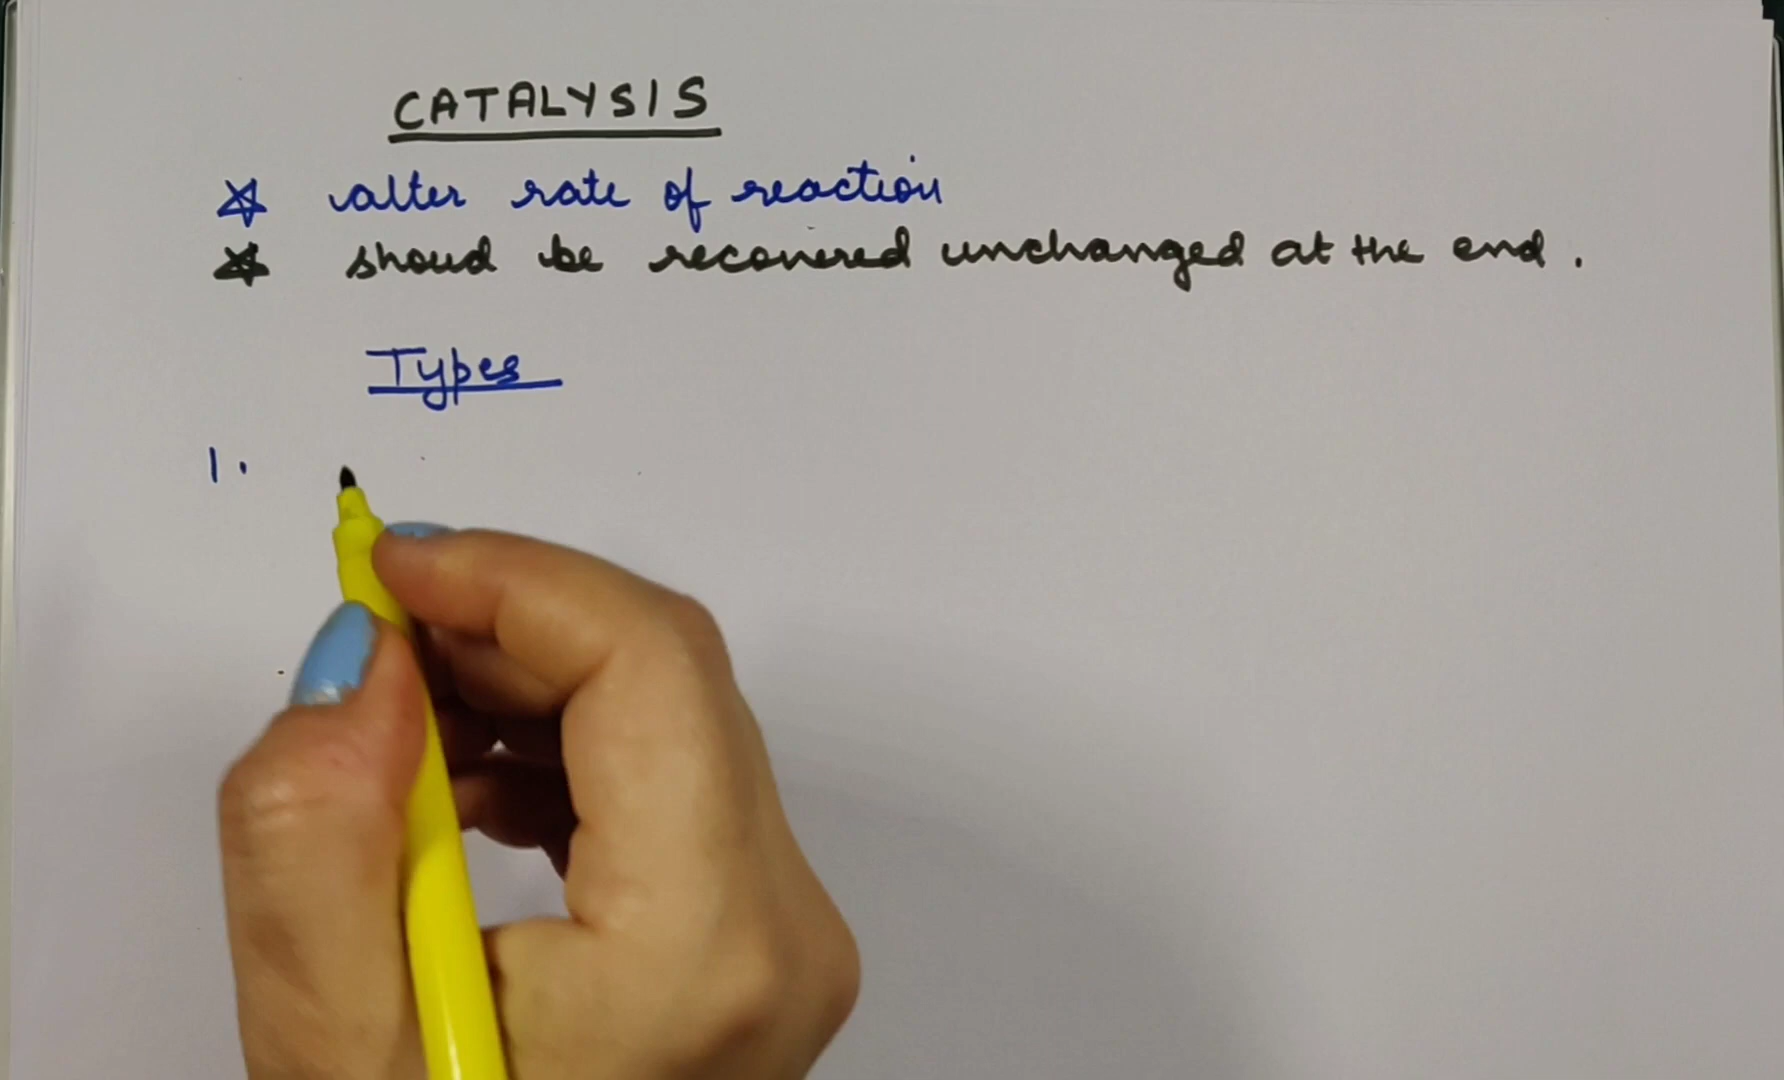 CATALYSIS
alter rate of reaction
shoud be recovered unchanged at the end.
Types
1.